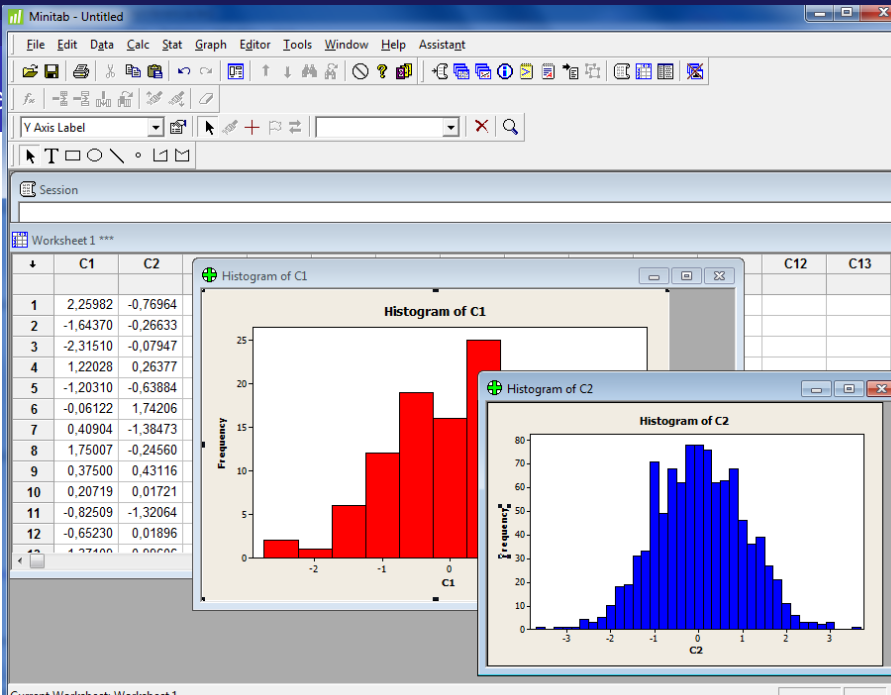 Minitab - Untitled
File Edit Data Calc Stat Graph Editor Tools Window Help Assistant
Y Axis Label
Session
Worksheet 1 ***
C1 C2 C12 C13
1 2,25982 -0,76964
2 -1,64370 -0,26633
3 -2,31510 -0,07947
4 1,22028 0,26377
5 -1,20310 -0,63884
6 -0,06122 1,74206
7 0,40904 -1,38473
8 1,75007 -0,24560
9 0,37500 0,43116
10 0,20719 0,01721
11 -0,82509 -1,32064
12 -0,65230 0,01896
Histogram of C1
Histogram of C1
25
20
15
10
5
0
Frequency
-2 -1 0
C1
Histogram of C2
Histogram of C2
80
70
60
50
40
30
20
10
0
Frequency
-3 -2 -1 0 1 2 3
C2
Current Worksheet: Worksheet 1